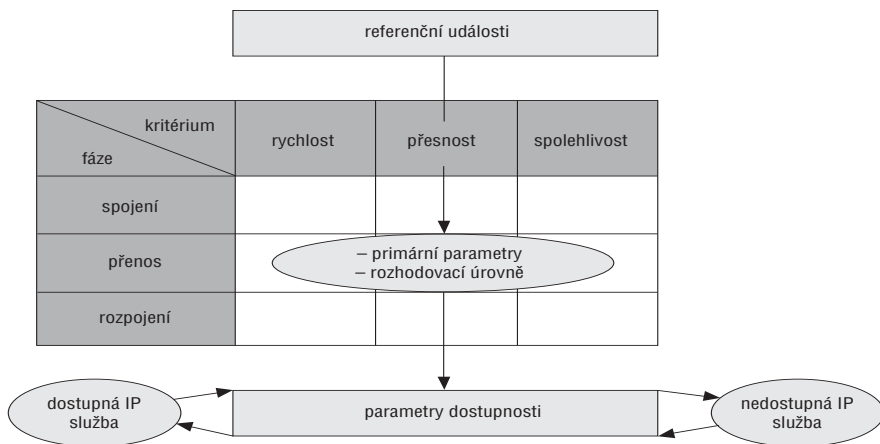 referenční události
kritérium
fáze
rychlost
přesnost
spolehlivost
spojení
přenos
– primární parametry
– rozhodovací úrovně
rozpojení
dostupná IP
služba
parametry dostupnosti
nedostupná IP
služba